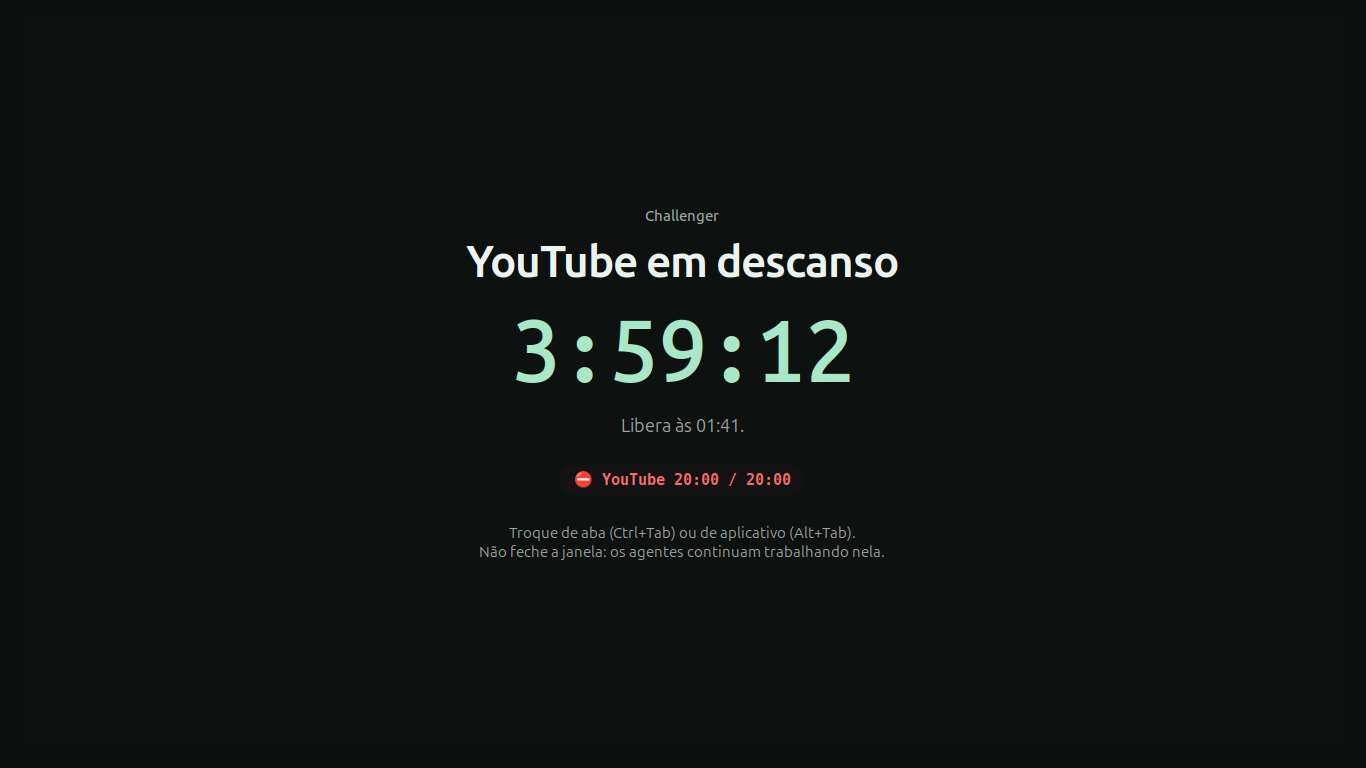 Challenger
YouTube em descanso
3:59:12
Libera às 01:41.
⛔ YouTube 20:00 / 20:00
Troque de aba (Ctrl+Tab) ou de aplicativo (Alt+Tab).
Não feche a janela: os agentes continuam trabalhando nela.